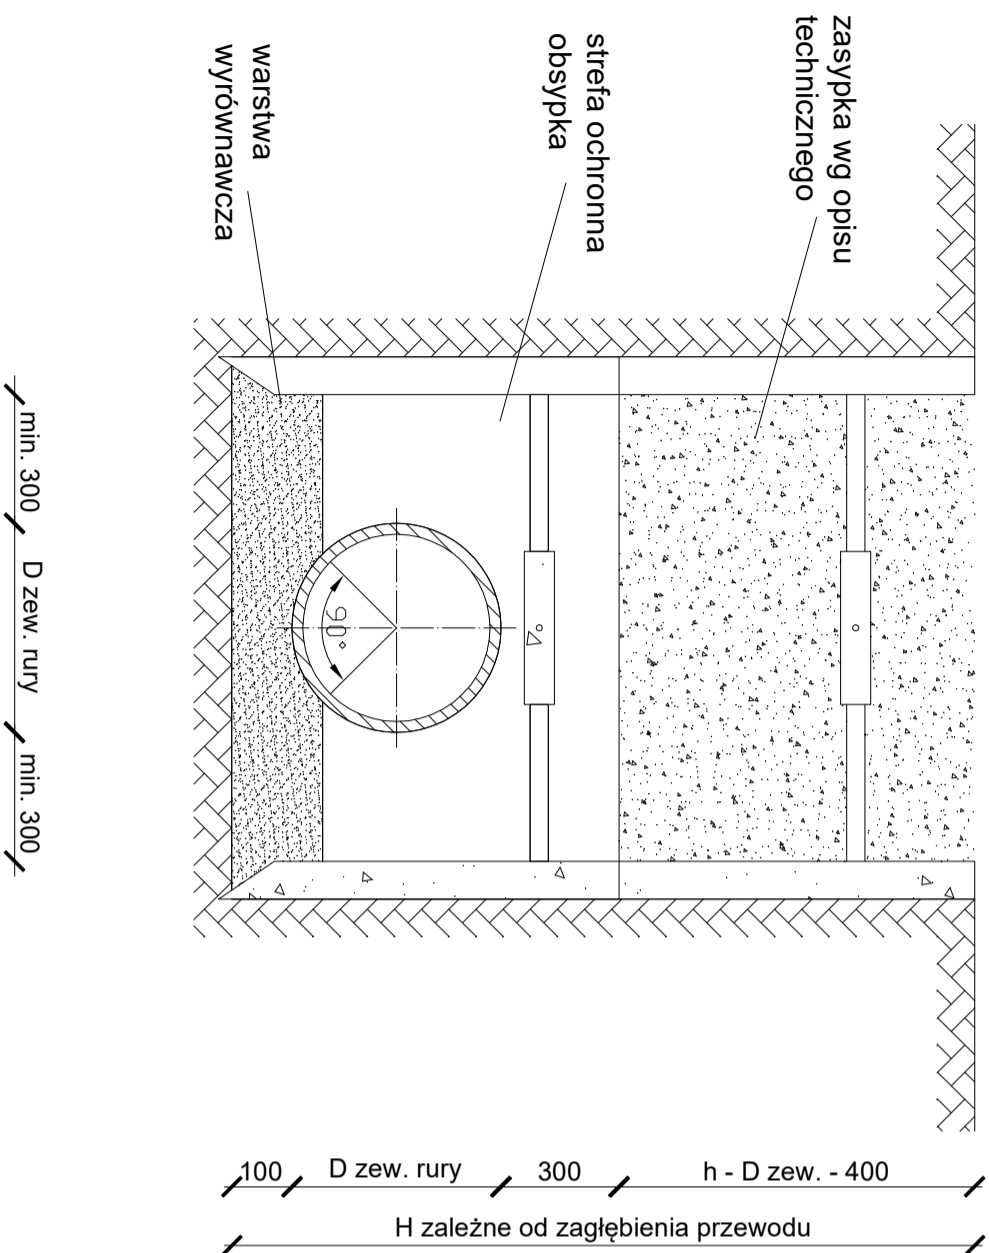 zasypka wg opisu
technicznego
strefa ochronna
obsypka
warstwa
wyrównawcza
90°
min. 300
D zew. rury
min. 300
100
D zew. rury
300
h - D zew. - 400
H zależne od zagłębienia przewodu